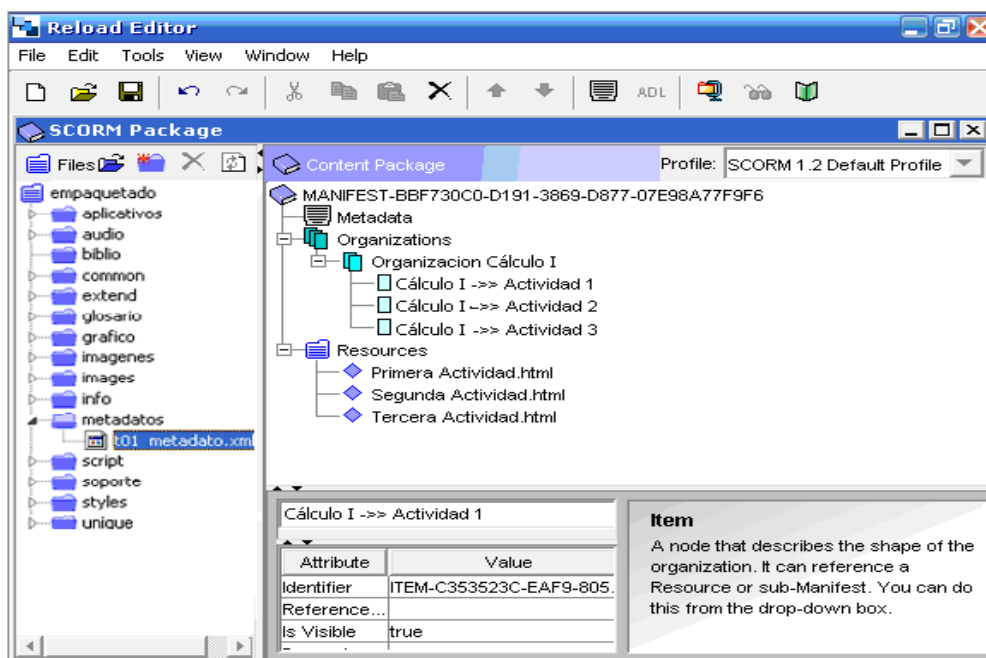 Reload Editor
File Edit Tools View Window Help
ADL
SCORM Package
Files
empaquetado
aplicativos
audio
biblio
common
extend
glosario
grafico
imagenes
images
info
metadatos
t01_metadato.xml
script
soporte
styles
unique
Content Package Profile: SCORM 1.2 Default Profile
MANIFEST-BBF730C0-D191-3869-D877-07E98A77F9F6
Metadata
Organizations
Organizacion Cálculo I
Cálculo I ->> Actividad 1
Cálculo I ->> Actividad 2
Cálculo I ->> Actividad 3
Resources
Primera Actividad.html
Segunda Actividad.html
Tercera Actividad.html
Cálculo I ->> Actividad 1
Attribute Value
Identifier ITEM-C353523C-EAF9-805.
Reference...
Is Visible true
Item
A node that describes the shape of the
organization. It can reference a
Resource or sub-Manifest. You can do
this from the drop-down box.